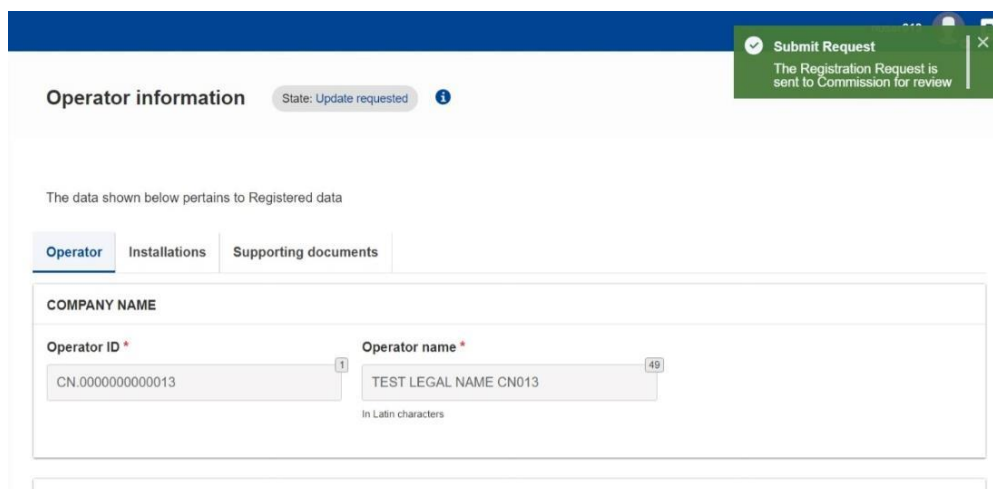 Submit Request
The Registration Request is
sent to Commission for review
Operator information
State: Update requested
The data shown below pertains to Registered data
Operator
Installations
Supporting documents
COMPANY NAME
Operator ID *
Operator name *
1
49
CN.0000000000013
TEST LEGAL NAME CN013
In Latin characters